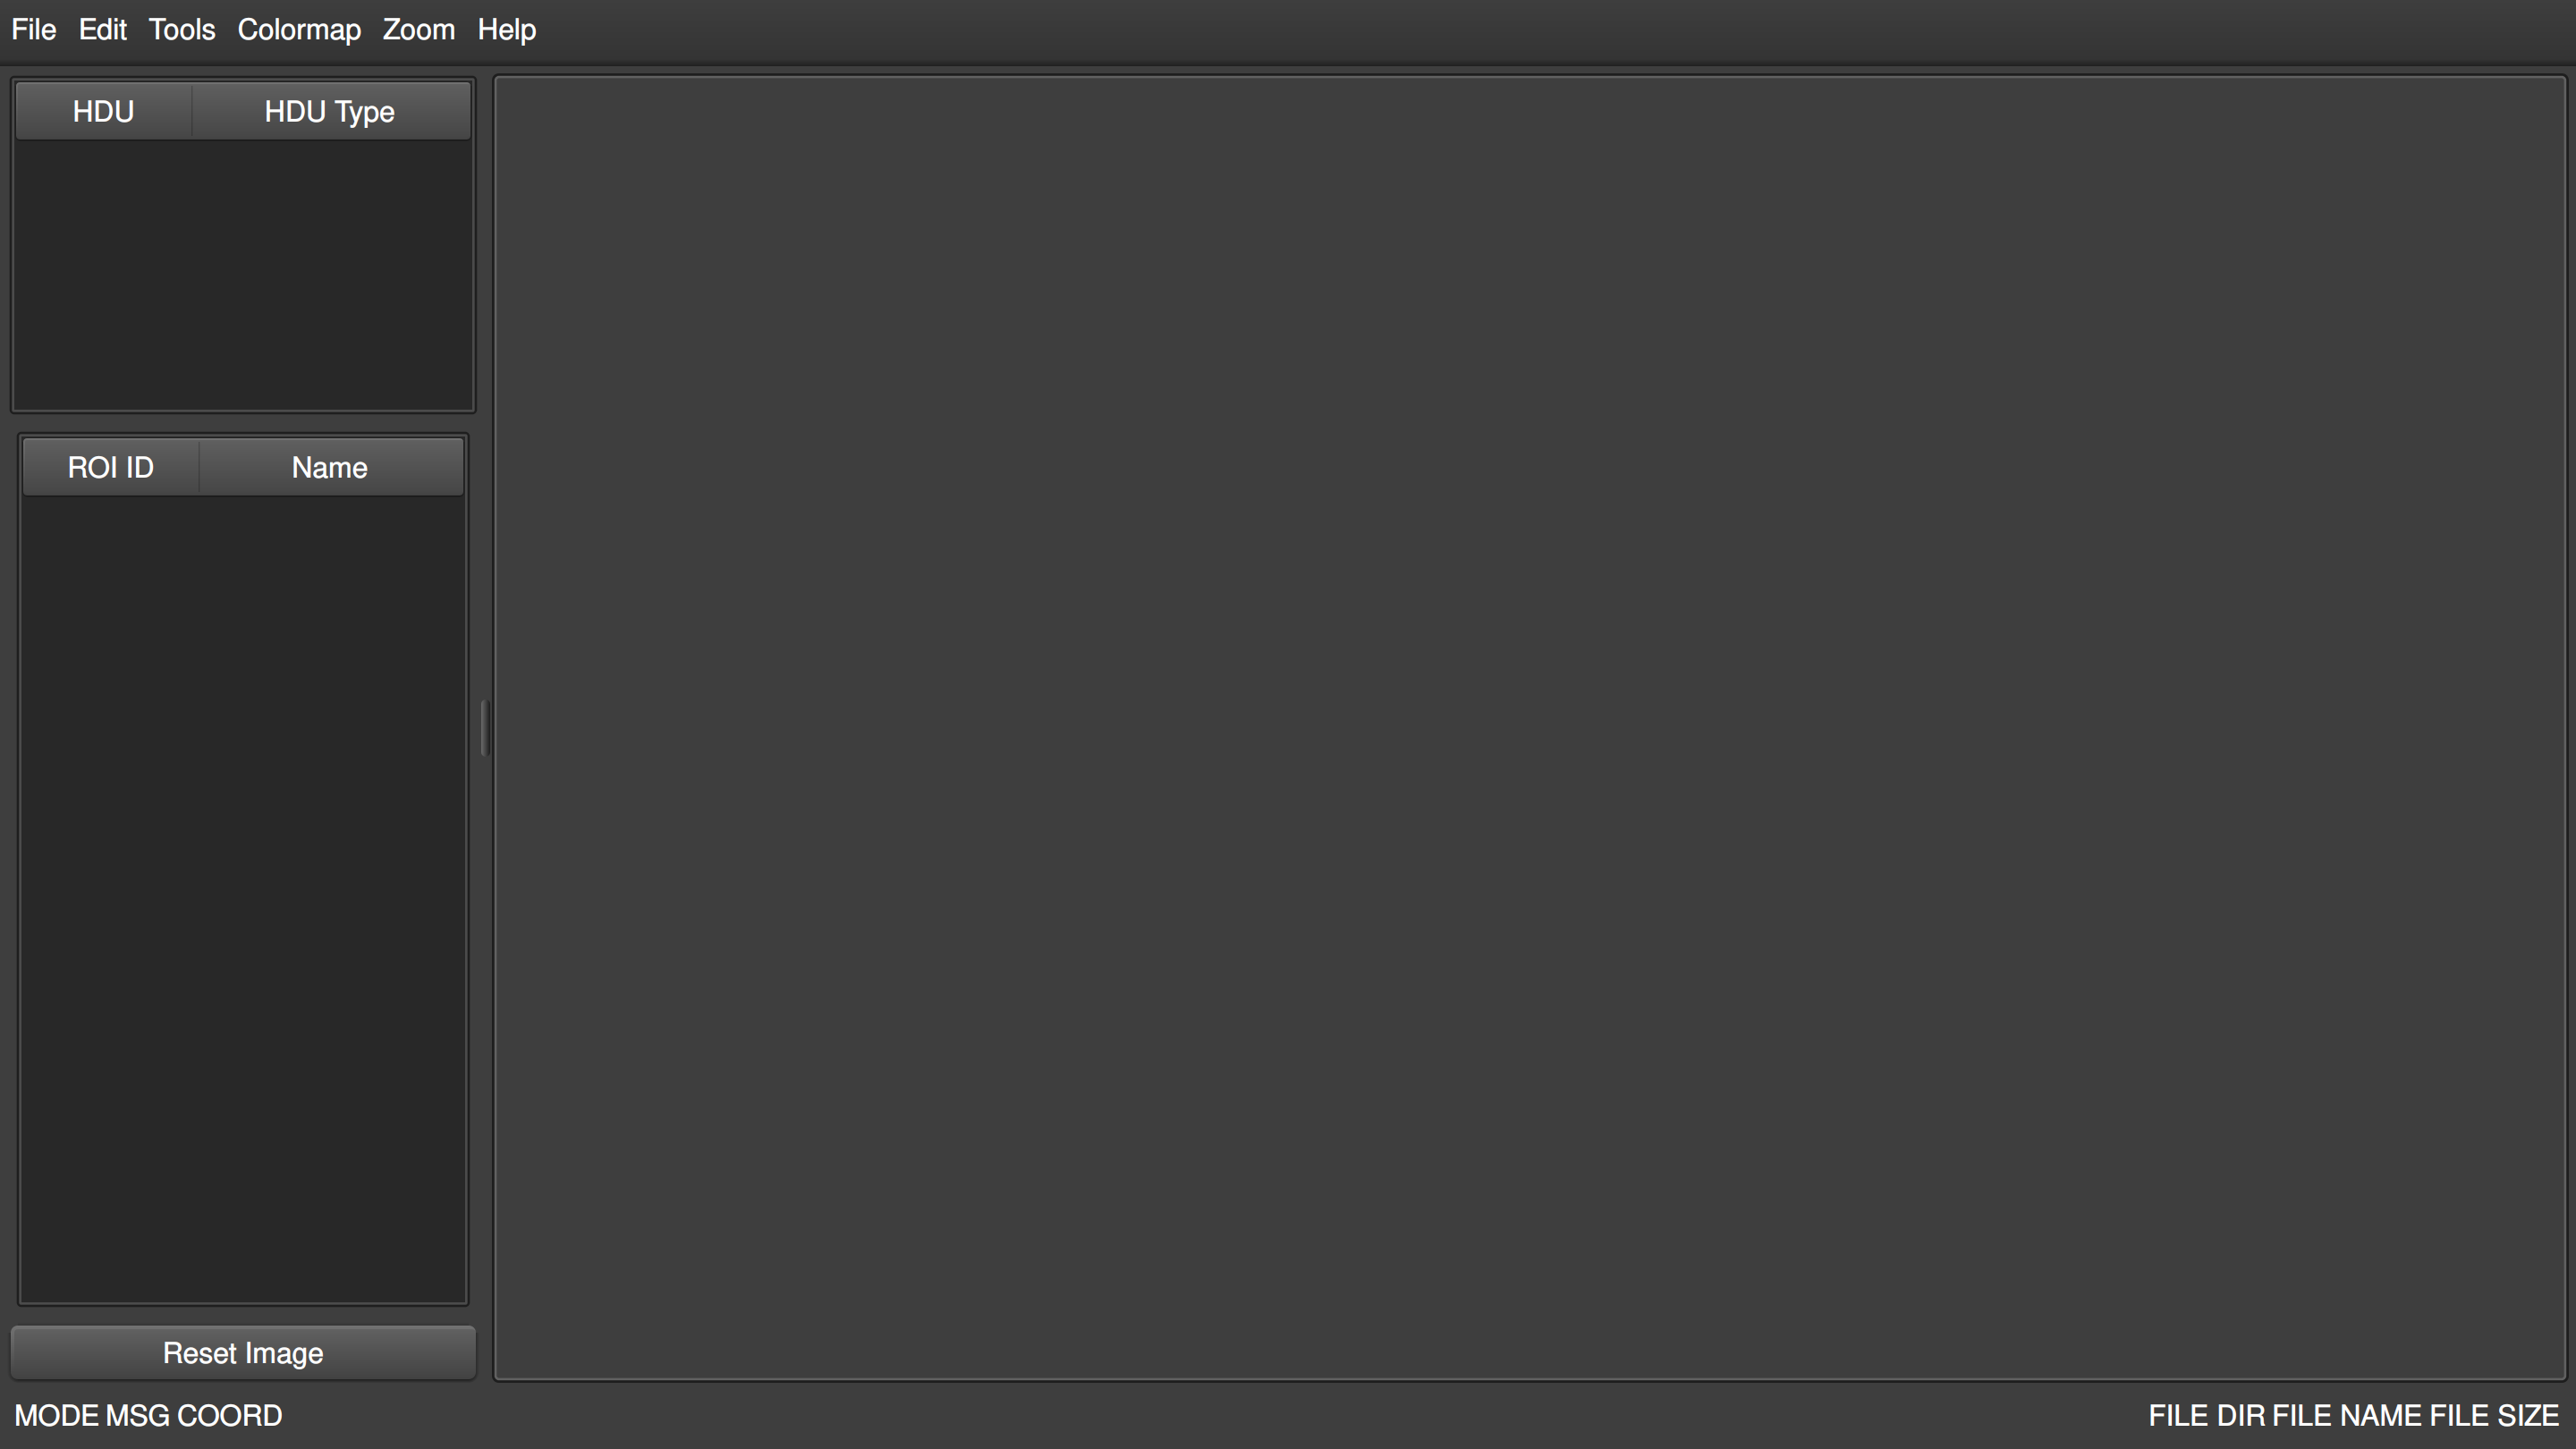 File Edit Tools Colormap Zoom Help
HDU HDU Type
ROI ID Name
Reset Image
MODE MSG COORD FILE DIR FILE NAME FILE SIZE